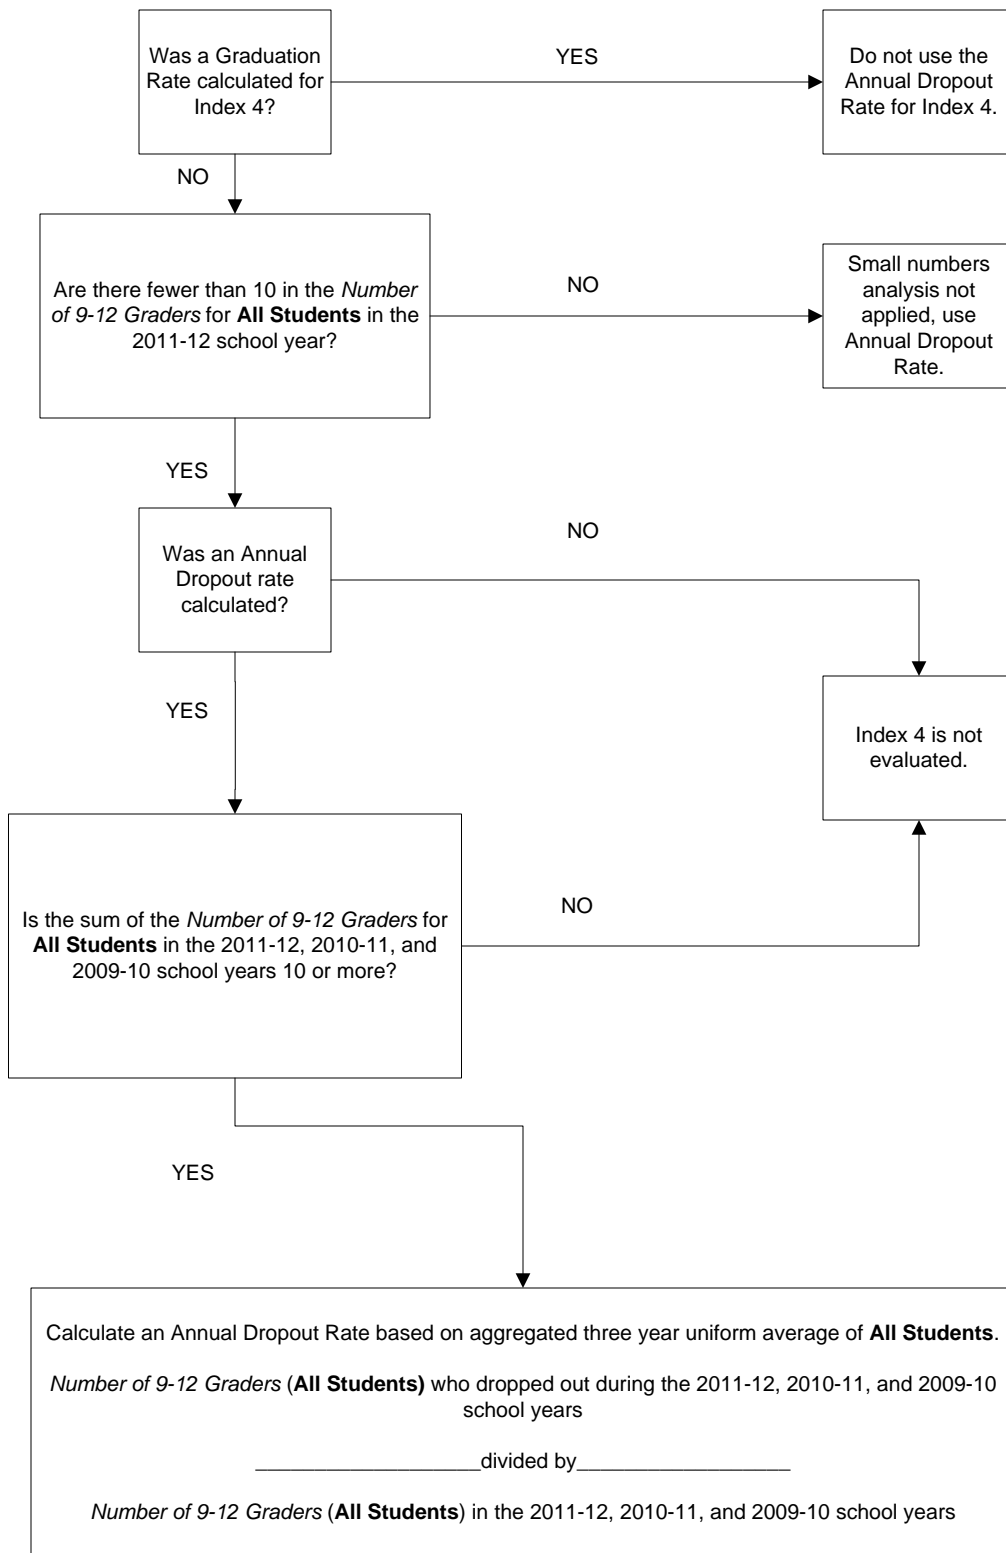 Was a Graduation
Rate calculated for
Index 4?
YES
Do not use the
Annual Dropout
Rate for Index 4.
NO
Are there fewer than 10 in the Number
of 9-12 Graders for All Students in the
2011-12 school year?
NO
Small numbers
analysis not
applied, use
Annual Dropout
Rate.
YES
Was an Annual
Dropout rate
calculated?
NO
YES
Index 4 is not
evaluated.
Is the sum of the Number of 9-12 Graders for
All Students in the 2011-12, 2010-11, and
2009-10 school years 10 or more?
NO
YES
Calculate an Annual Dropout Rate based on aggregated three year uniform average of All Students.
Number of 9-12 Graders (All Students) who dropped out during the 2011-12, 2010-11, and 2009-10
school years
___________________divided by__________________
Number of 9-12 Graders (All Students) in the 2011-12, 2010-11, and 2009-10 school years